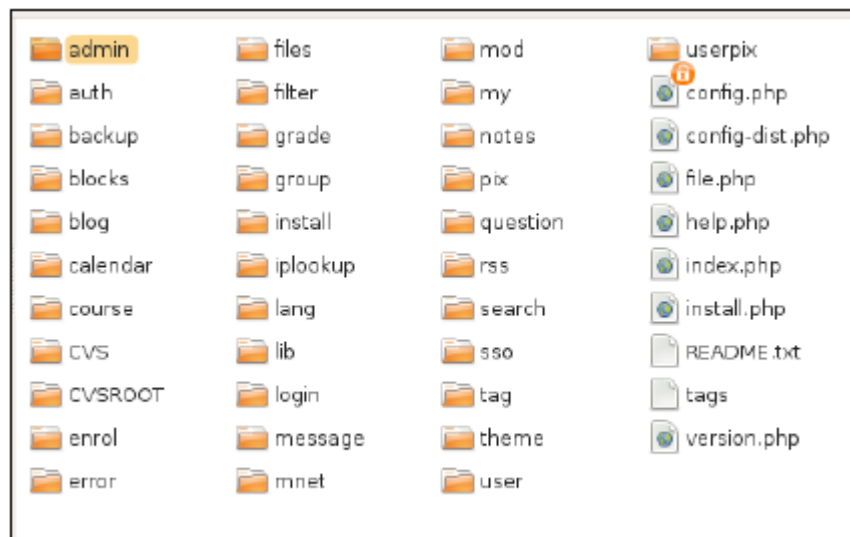 admin
auth
backup
blocks
blog
calendar
course
CVS
CVSROOT
enrol
error
files
filter
grade
group
install
iplookup
lang
lib
login
message
mnet
mod
my
notes
pix
question
rss
search
sso
tag
theme
user
userpix
config.php
config-dist.php
file.php
help.php
index.php
install.php
README.txt
tags
version.php